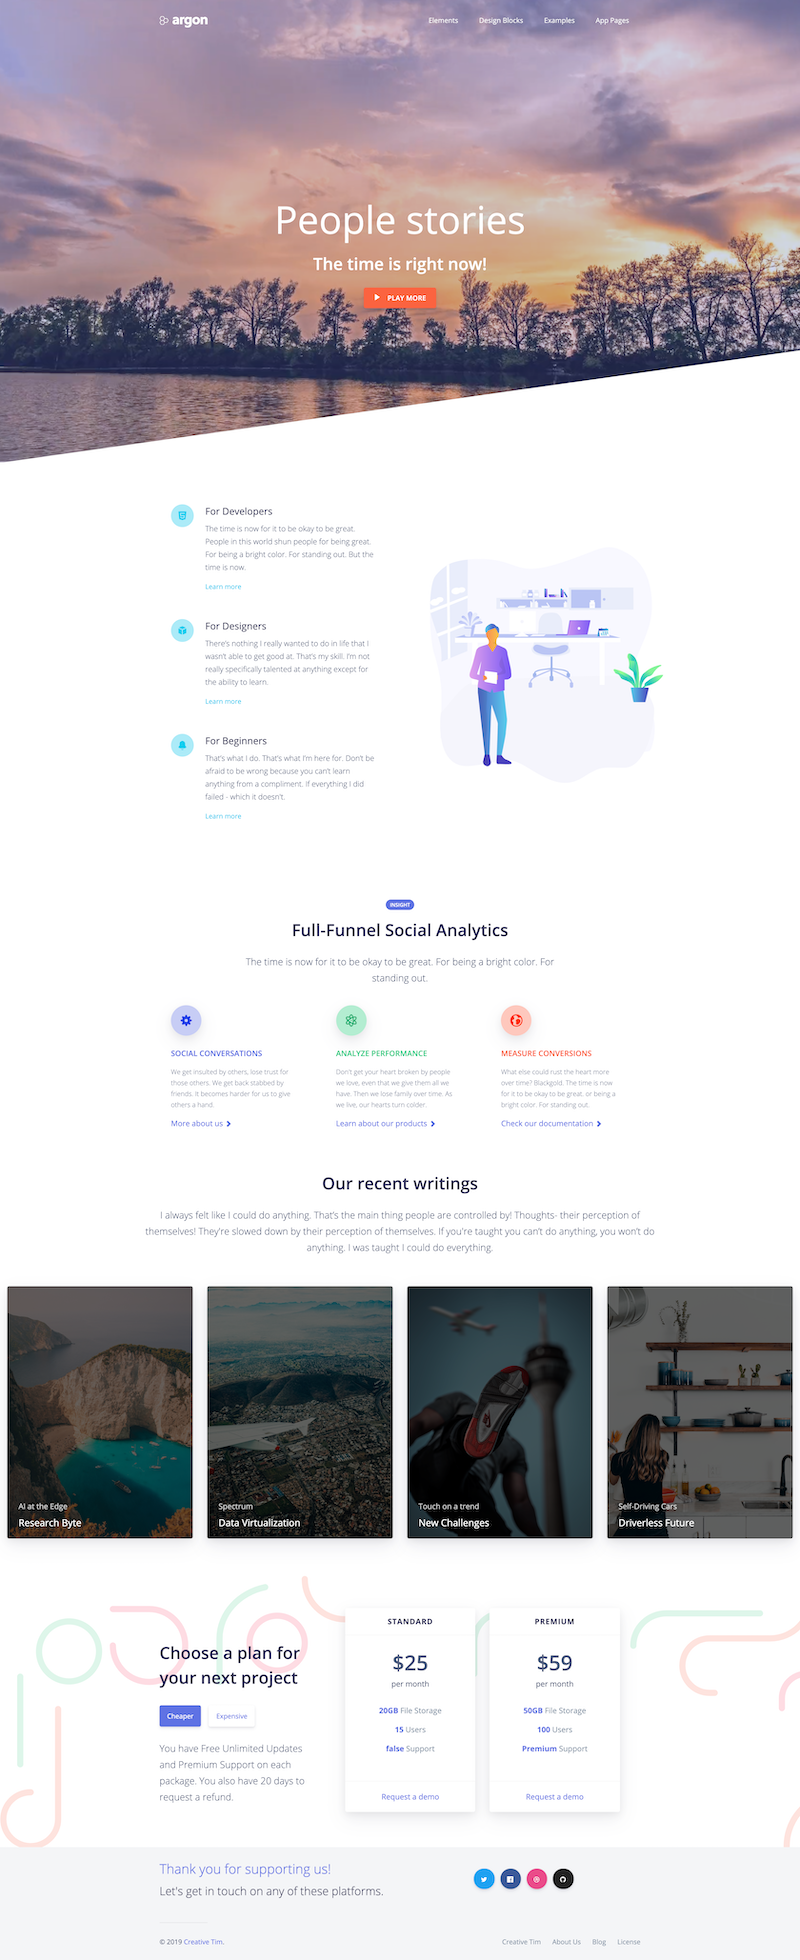 argon
Elements Design Blocks Examples App Pages
People stories
The time is right now!
PLAY MORE
For Developers
The time is now for it to be okay to be great.
People in this world shun people for being great.
For being a bright color. For standing out. But the
time is now.
Learn more
For Designers
There's nothing I really wanted to do in life that I
wasn't able to get good at. That's my skill. I'm not
really specifically talented at anything except for
the ability to learn.
Learn more
For Beginners
That's what I do. That's what I'm here for. Don't be
afraid to be wrong because you can't learn
anything from a compliment. If everything I did
failed - which it doesn't.
Learn more
INSIGHT
Full-Funnel Social Analytics
The time is now for it to be okay to be great. For being a bright color. For
standing out.
SOCIAL CONVERSATIONS
We get insulted by others, lose trust for
those others. We get back stabbed by
friends. It becomes harder for us to give
others a hand.
More about us
ANALYZE PERFORMANCE
Don't get your heart broken by people
we love, even that we give them all we
have. Then we lose family over time. As
we live, our hearts turn colder.
Learn about our products
MEASURE CONVERSIONS
What else could rust the heart more
over time? Blackgold. The time is now
for it to be okay to be great. or being a
bright color. For standing out.
Check our documentation
Our recent writings
I always felt like I could do anything. That's the main thing people are controlled by! Thoughts- their perception of
themselves! They're slowed down by their perception of themselves. If you're taught you can't do anything, you won't do
anything. I was taught I could do everything.
AI at the Edge
Research Byte
Spectrum
Data Virtualization
Touch on a trend
New Challenges
Self-Driving Cars
Driverless Future
Choose a plan for
your next project
Cheaper Expensive
You have Free Unlimited Updates
and Premium Support on each
package. You also have 20 days to
request a refund.
STANDARD
$25
per month
20GB File Storage
15 Users
false Support
Request a demo
PREMIUM
$59
per month
50GB File Storage
100 Users
Premium Support
Request a demo
Thank you for supporting us!
Let's get in touch on any of these platforms.
© 2019 Creative Tim.
Creative Tim About Us Blog License